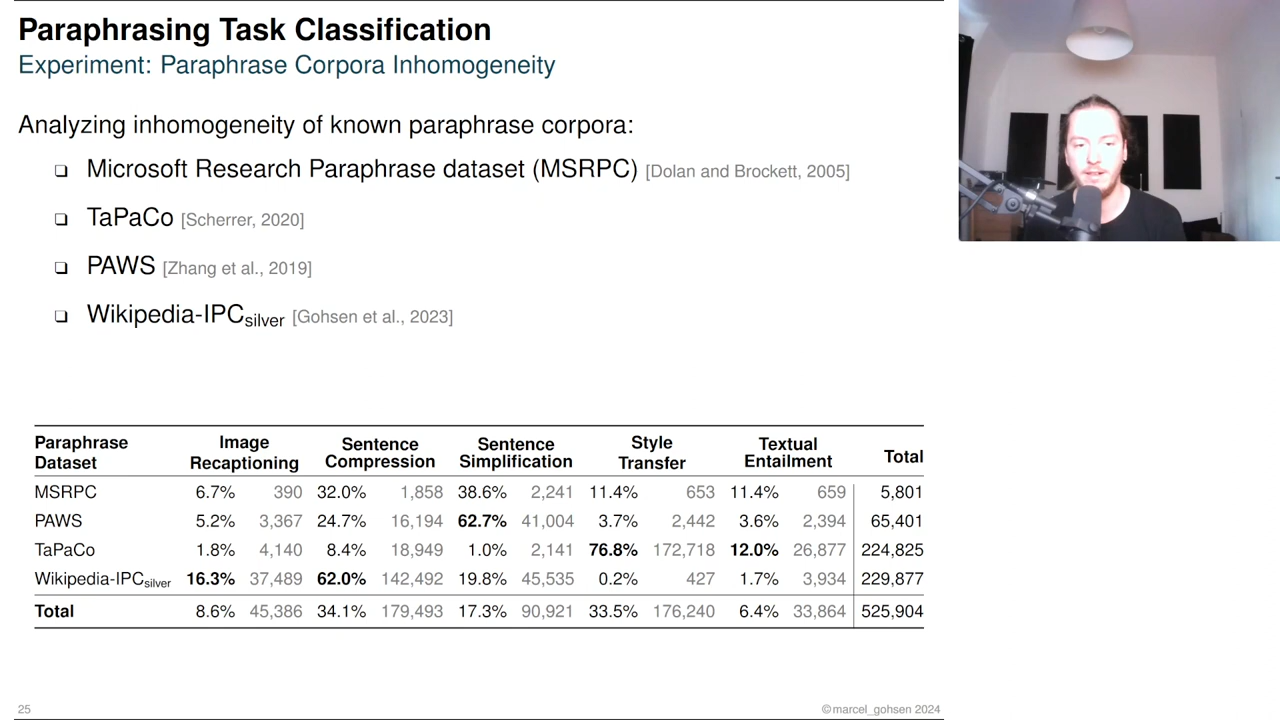 Paraphrasing Task Classification
Experiment: Paraphrase Corpora Inhomogeneity
Analyzing inhomogeneity of known paraphrase corpora:
❑ Microsoft Research Paraphrase dataset (MSRPC) [Dolan and Brockett, 2005]
❑ TaPaCo [Scherrer, 2020]
❑ PAWS [Zhang et al., 2019]
❑ Wikipedia-IPCsilver [Gohsen et al., 2023]
Paraphrase Dataset Image Recaptioning Sentence Compression Sentence Simplification Style Transfer Textual Entailment Total
MSRPC 6.7% 390 32.0% 1,858 38.6% 2,241 11.4% 653 11.4% 659 5,801
PAWS 5.2% 3,367 24.7% 16,194 62.7% 41,004 3.7% 2,442 3.6% 2,394 65,401
TaPaCo 1.8% 4,140 8.4% 18,949 1.0% 2,141 76.8% 172,718 12.0% 26,877 224,825
Wikipedia-IPCsilver 16.3% 37,489 62.0% 142,492 19.8% 45,535 0.2% 427 1.7% 3,934 229,877
Total 8.6% 45,386 34.1% 179,493 17.3% 90,921 33.5% 176,240 6.4% 33,864 525,904
25
©marcel_gohsen 2024